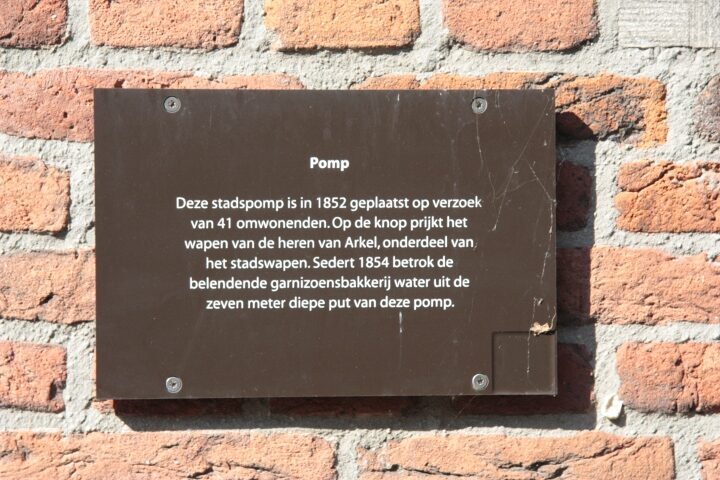 Pomp
Deze stadspomp is in 1852 geplaatst op verzoek
van 41 omwonenden. Op de knop prijkt het
wapen van de heren van Arkel, onderdeel van
het stadswapen. Sedert 1854 betrok de
belendende garnizoensbakkerij water uit de
zeven meter diepe put van deze pomp.